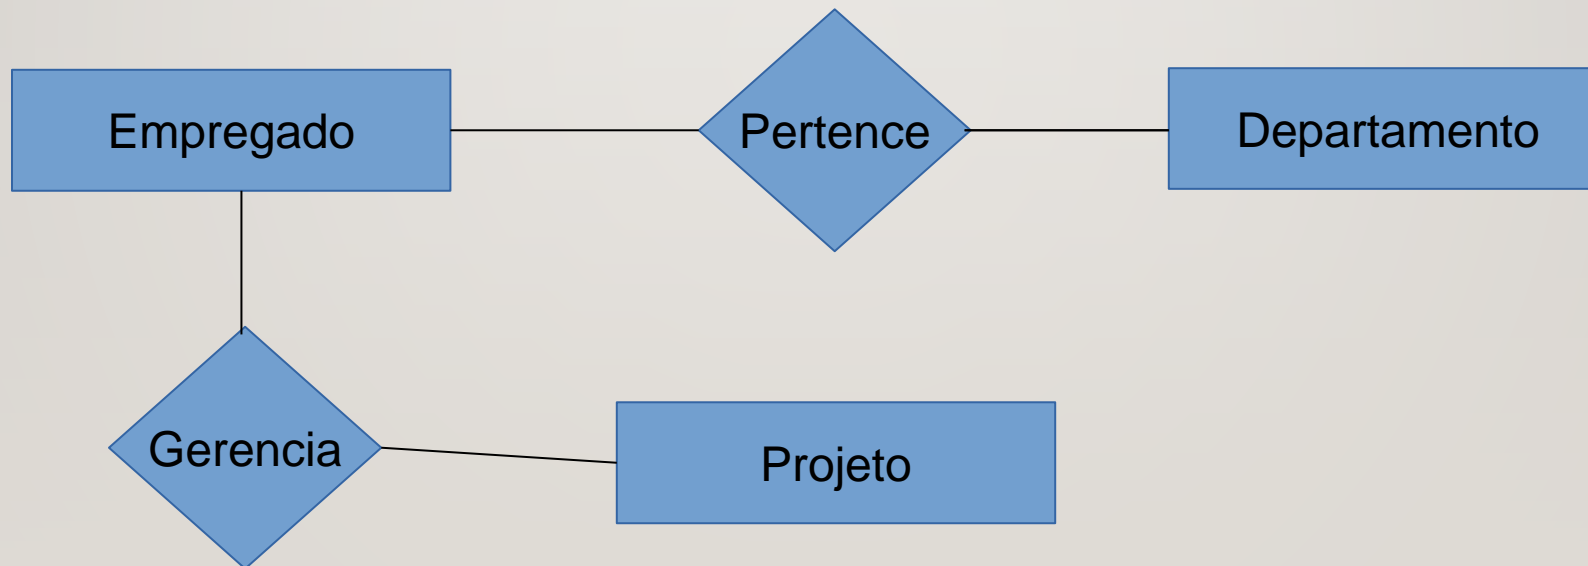 Empregado
Pertence
Departamento
Gerencia
Projeto